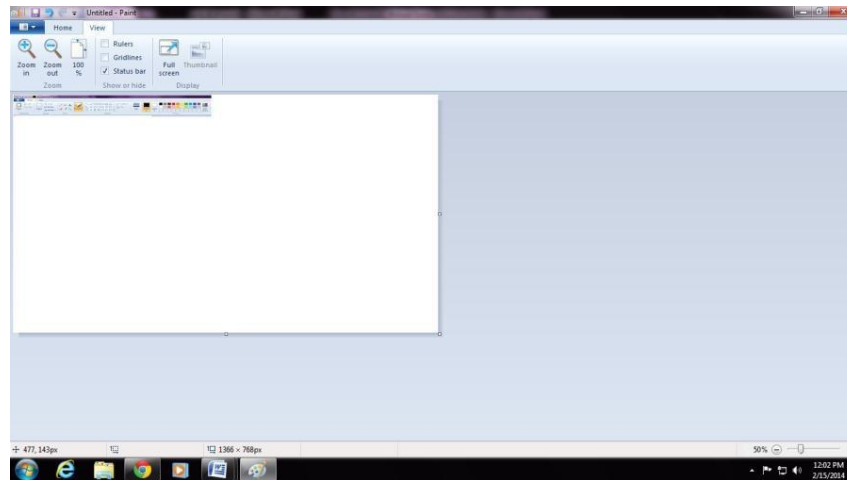 Untitled - Paint
Home View
Zoom in
Zoom out
100 %
Rulers
Gridlines
Status bar
Full screen
Thumbnail
Zoom
Show or hide
Display
477, 143px
1366 × 768px
50%
12:02 PM
2/15/2014